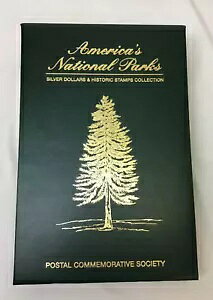 America's
National Parks
SILVER DOLLARS & HISTORIC STAMPS COLLECTION
POSTAL COMMEMORATIVE SOCIETY